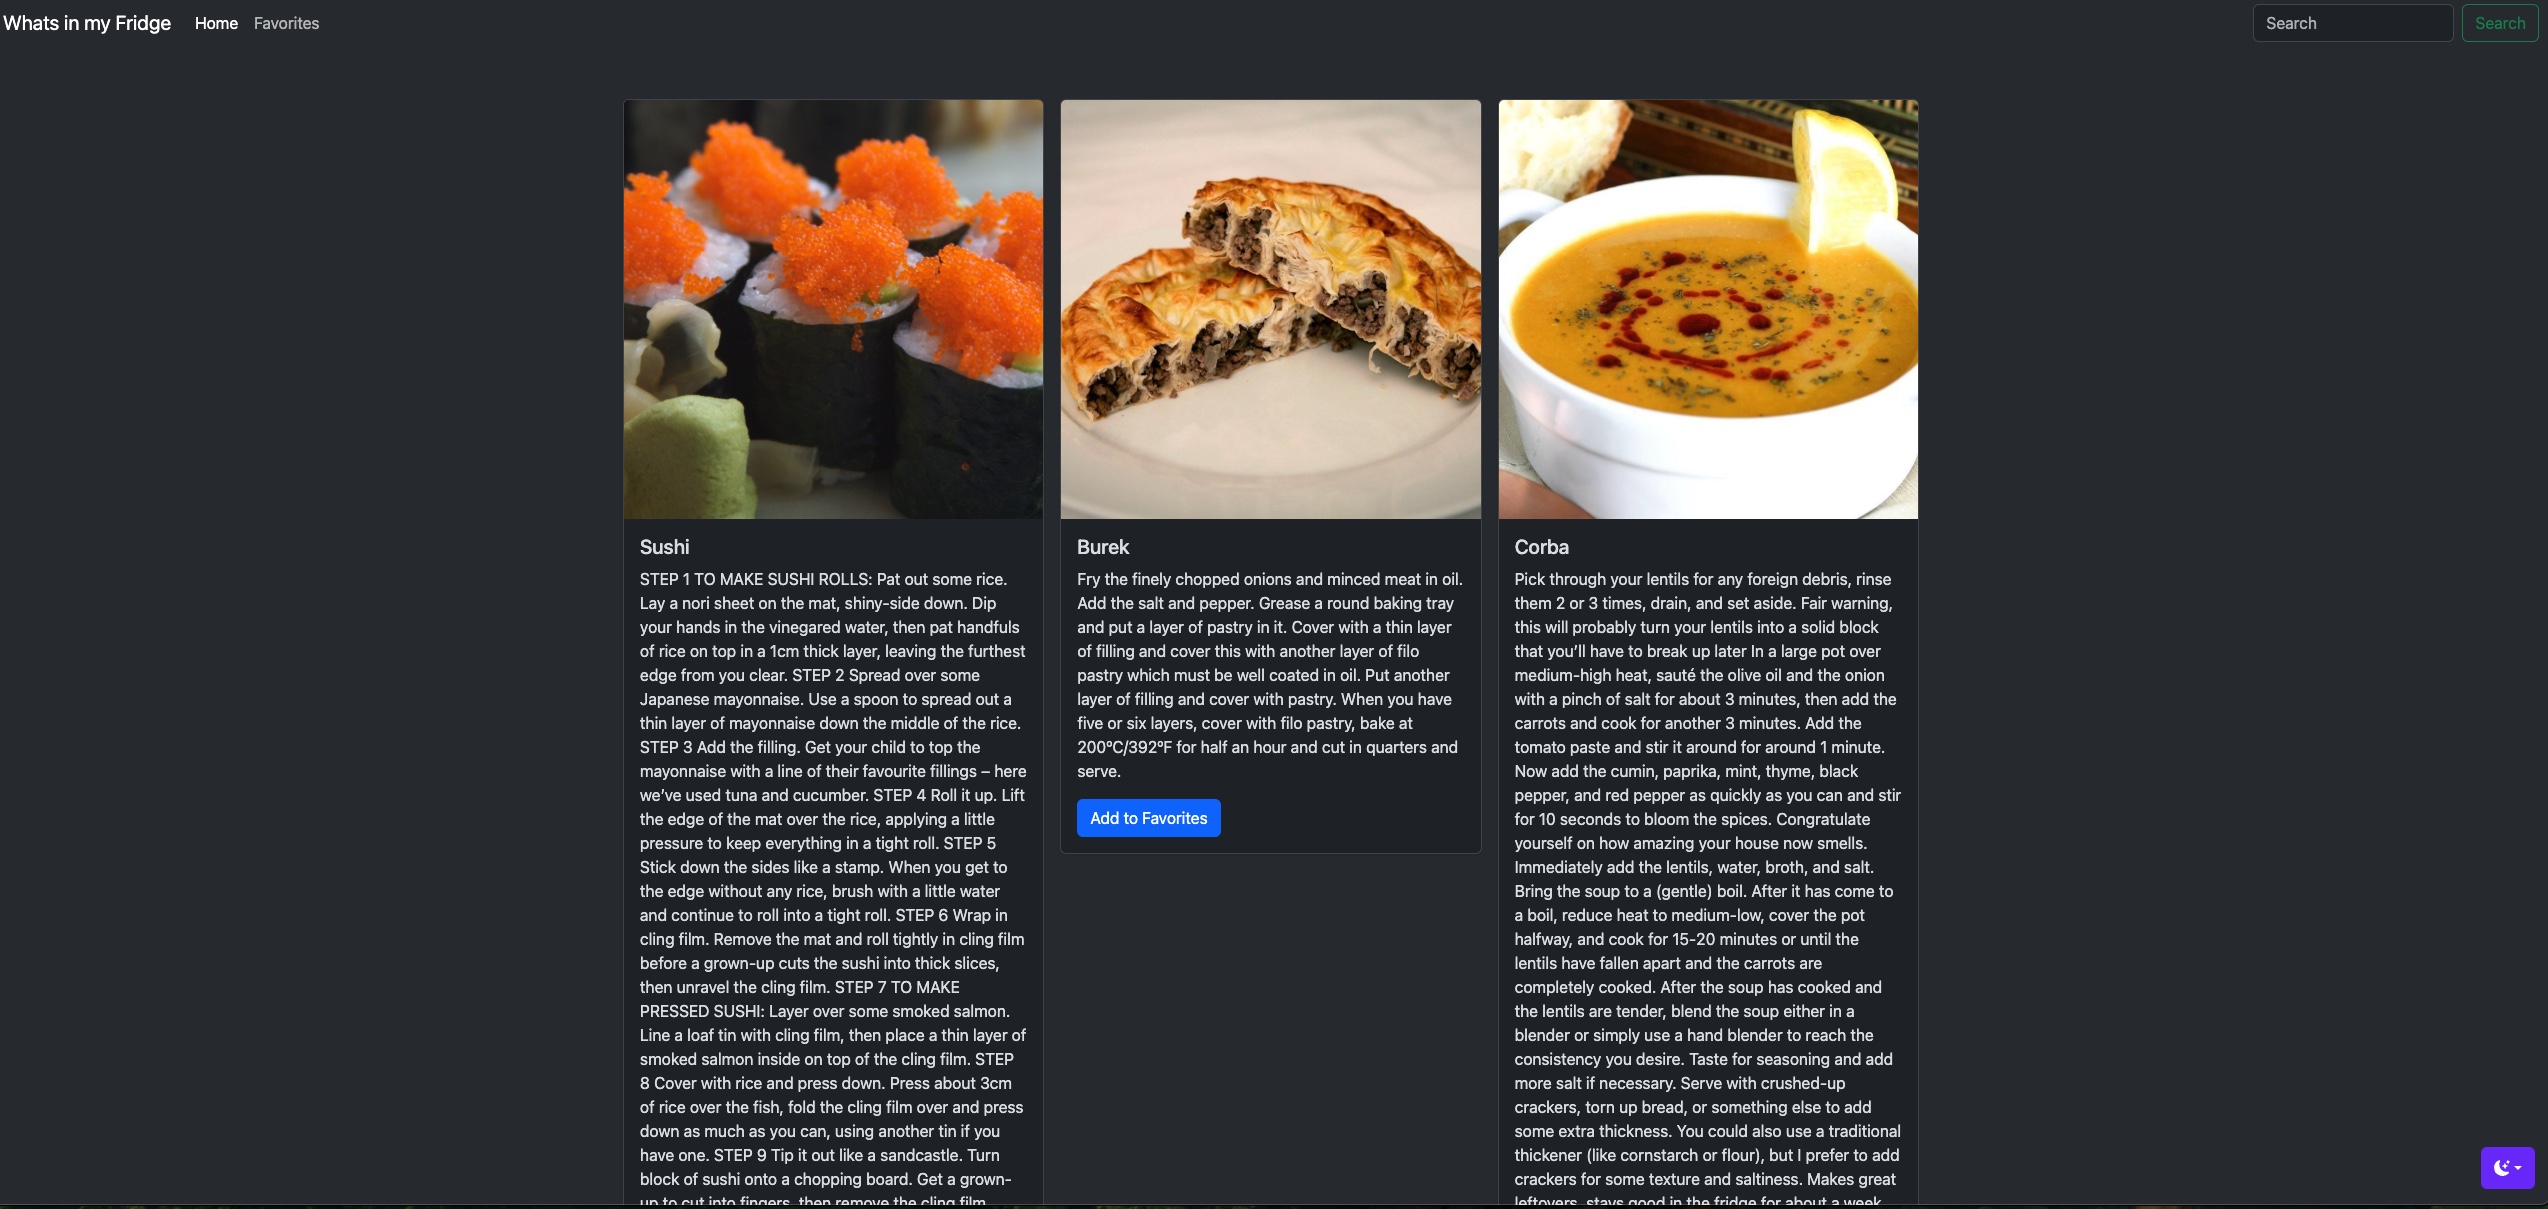 Whats in my Fridge
Home
Favorites
Search
Search
Sushi
STEP 1 TO MAKE SUSHI ROLLS: Pat out some rice.
Lay a nori sheet on the mat, shiny-side down. Dip
your hands in the vinegared water, then pat handfuls
of rice on top in a 1cm thick layer, leaving the furthest
edge from you clear. STEP 2 Spread over some
Japanese mayonnaise. Use a spoon to spread out a
thin layer of mayonnaise down the middle of the rice.
STEP 3 Add the filling. Get your child to top the
mayonnaise with a line of their favourite fillings – here
we’ve used tuna and cucumber. STEP 4 Roll it up. Lift
the edge of the mat over the rice, applying a little
pressure to keep everything in a tight roll. STEP 5
Stick down the sides like a stamp. When you get to
the edge without any rice, brush with a little water
and continue to roll into a tight roll. STEP 6 Wrap in
cling film. Remove the mat and roll tightly in cling film
before a grown-up cuts the sushi into thick slices,
then unravel the cling film. STEP 7 TO MAKE
PRESSED SUSHI: Layer over some smoked salmon.
Line a loaf tin with cling film, then place a thin layer of
smoked salmon inside on top of the cling film. STEP
8 Cover with rice and press down. Press about 3cm
of rice over the fish, fold the cling film over and press
down as much as you can, using another tin if you
have one. STEP 9 Tip it out like a sandcastle. Turn
block of sushi onto a chopping board. Get a grown-
up to cut into fingers, then remove the cling film.
Burek
Fry the finely chopped onions and minced meat in oil.
Add the salt and pepper. Grease a round baking tray
and put a layer of pastry in it. Cover with a thin layer
of filling and cover this with another layer of filo
pastry which must be well coated in oil. Put another
layer of filling and cover with pastry. When you have
five or six layers, cover with filo pastry, bake at
200ºC/392ºF for half an hour and cut in quarters and
serve.
Add to Favorites
Corba
Pick through your lentils for any foreign debris, rinse
them 2 or 3 times, drain, and set aside. Fair warning,
this will probably turn your lentils into a solid block
that you’ll have to break up later In a large pot over
medium-high heat, sauté the olive oil and the onion
with a pinch of salt for about 3 minutes, then add the
carrots and cook for another 3 minutes. Add the
tomato paste and stir it around for around 1 minute.
Now add the cumin, paprika, mint, thyme, black
pepper, and red pepper as quickly as you can and stir
for 10 seconds to bloom the spices. Congratulate
yourself on how amazing your house now smells.
Immediately add the lentils, water, broth, and salt.
Bring the soup to a (gentle) boil. After it has come to
a boil, reduce heat to medium-low, cover the pot
halfway, and cook for 15-20 minutes or until the
lentils have fallen apart and the carrots are
completely cooked. After the soup has cooked and
the lentils are tender, blend the soup either in a
blender or simply use a hand blender to reach the
consistency you desire. Taste for seasoning and add
more salt if necessary. Serve with crushed-up
crackers, torn up bread, or something else to add
some extra thickness. You could also use a traditional
thickener (like cornstarch or flour), but I prefer to add
crackers for some texture and saltiness. Makes great
leftovers, stays good in the fridge for about a week.